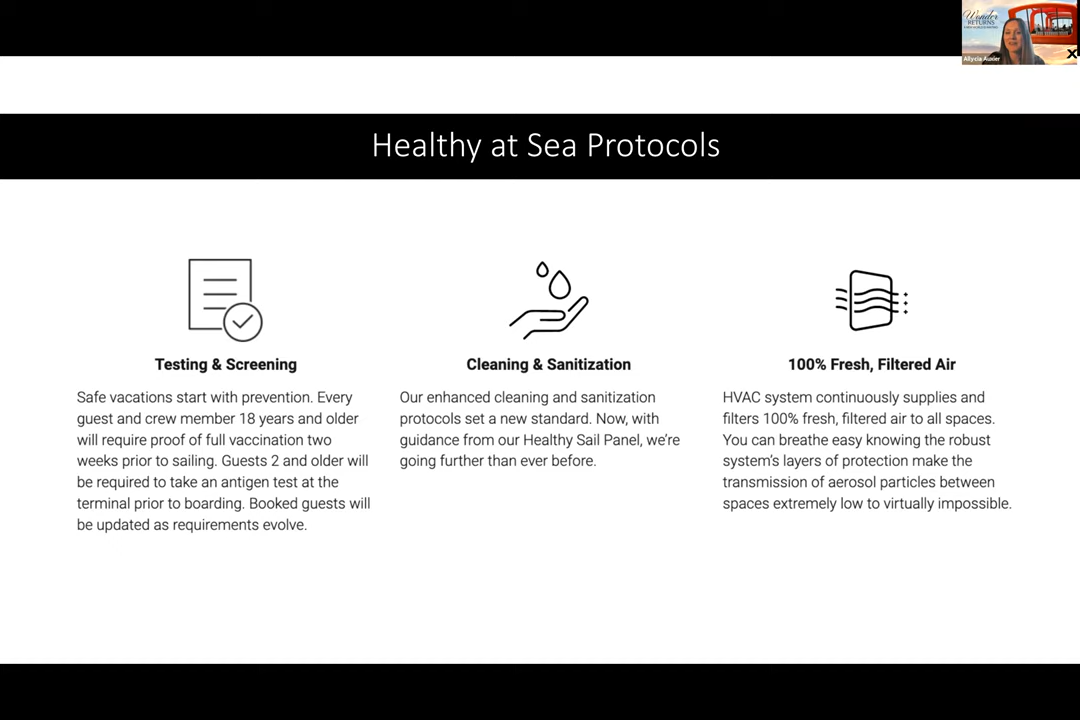 Wonder
RETURNS
Allycia Auxier
Healthy at Sea Protocols
Testing & Screening
Safe vacations start with prevention. Every
guest and crew member 18 years and older
will require proof of full vaccination two
weeks prior to sailing. Guests 2 and older will
be required to take an antigen test at the
terminal prior to boarding. Booked guests will
be updated as requirements evolve.
Cleaning & Sanitization
Our enhanced cleaning and sanitization
protocols set a new standard. Now, with
guidance from our Healthy Sail Panel, we’re
going further than ever before.
100% Fresh, Filtered Air
HVAC system continuously supplies and
filters 100% fresh, filtered air to all spaces.
You can breathe easy knowing the robust
system’s layers of protection make the
transmission of aerosol particles between
spaces extremely low to virtually impossible.